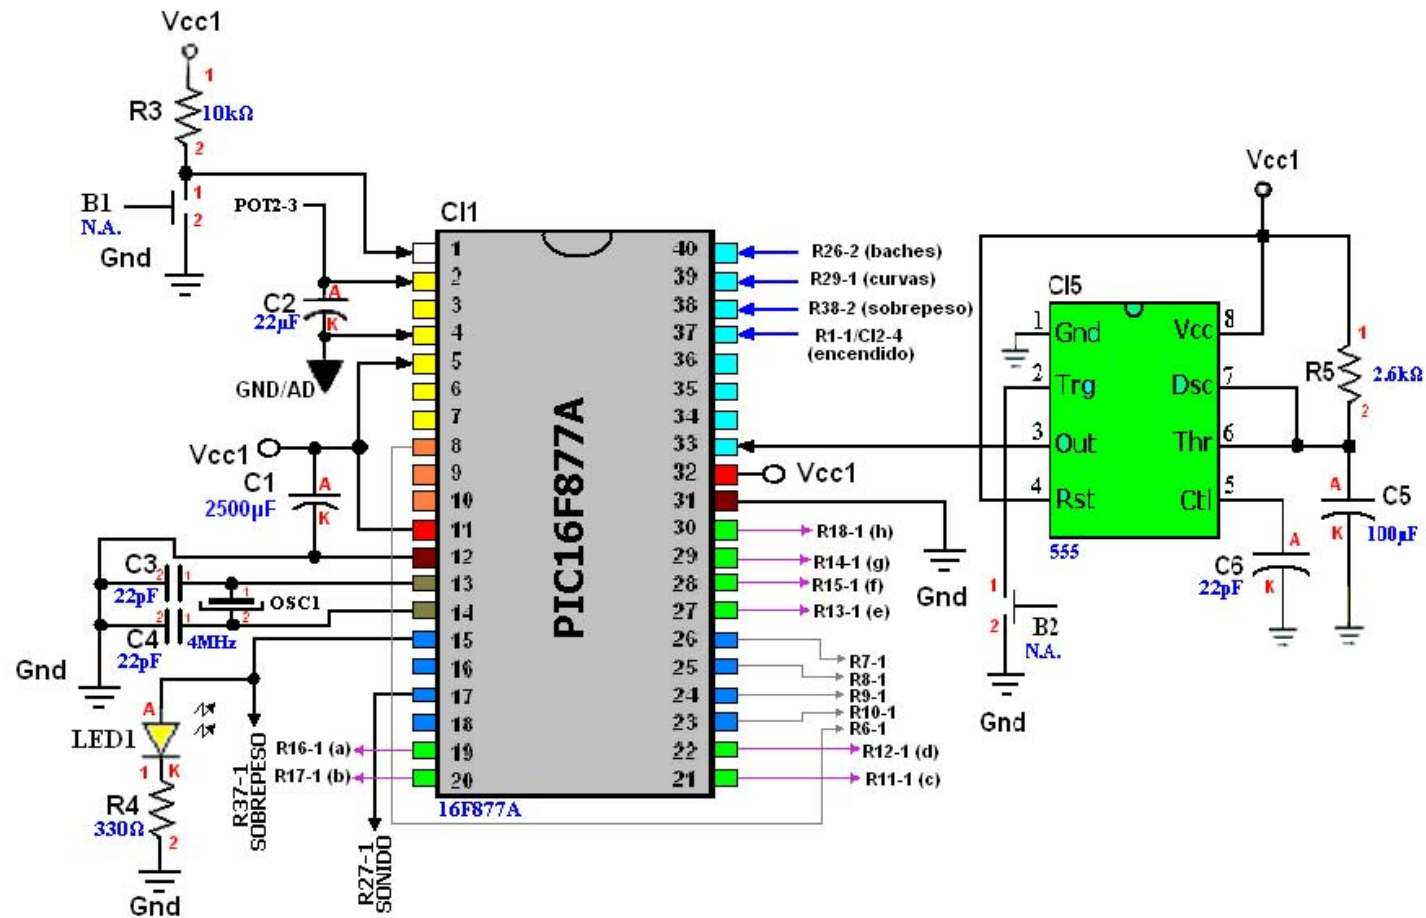 Vcc1
1
R3
10kΩ
2
B1
1
N.A.
2
Gnd
POT2-3
C2
A
22µF
K
GND/AD
Vcc1
C1
A
2500µF
K
C3
2
1
22pF
1
OSC1
2
2
1
C4
4MHz
22pF
Gnd
A
LED1
1
K
R4
330Ω
2
Gnd
R37-1
SOBREPESO
R27-1
SONIDO
R16-1 (a)
R17-1 (b)
CI1
1
2
3
4
5
6
7
8
9
10
11
12
13
14
15
16
17
18
19
20
PIC16F877A
16F877A
40
39
38
37
36
35
34
33
32
31
30
29
28
27
26
25
24
23
22
21
R26-2 (baches)
R29-1 (curvas)
R38-2 (sobrepeso)
R1-1/CI2-4
(encendido)
Vcc1
Gnd
R18-1 (h)
R14-1 (g)
R15-1 (f)
R13-1 (e)
R7-1
R8-1
R9-1
R10-1
R6-1
R12-1 (d)
R11-1 (c)
Vcc1
CI5
1
Gnd
Vcc
8
2
Trg
Dsc
7
3
Out
Thr
6
4
Rst
Ctl
5
555
1
R5
2.6kΩ
2
A
C5
K
100µF
A
C6
22pF
K
1
2
B2
N.A.
Gnd